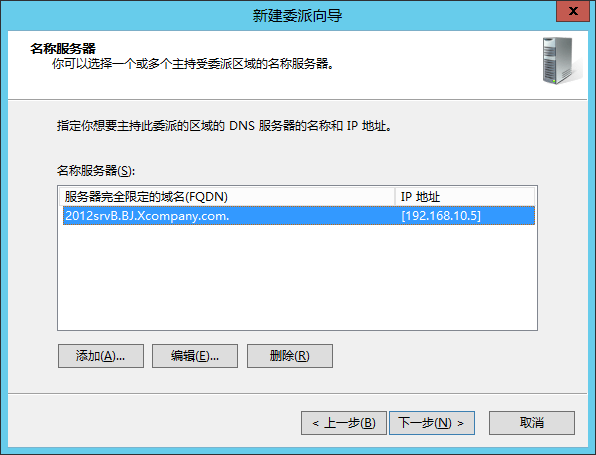 新建委派向导
x
名称服务器
你可以选择一个或多个主持受委派区域的名称服务器。
指定你想要主持此委派的区域的 DNS 服务器的名称和 IP 地址。
名称服务器(S):
服务器完全限定的域名(FQDN) IP 地址
2012srvB.BJ.Xcompany.com. [192.168.10.5]
添加(A)... 编辑(E)... 删除(R)
< 上一步(B) 下一步(N) > 取消